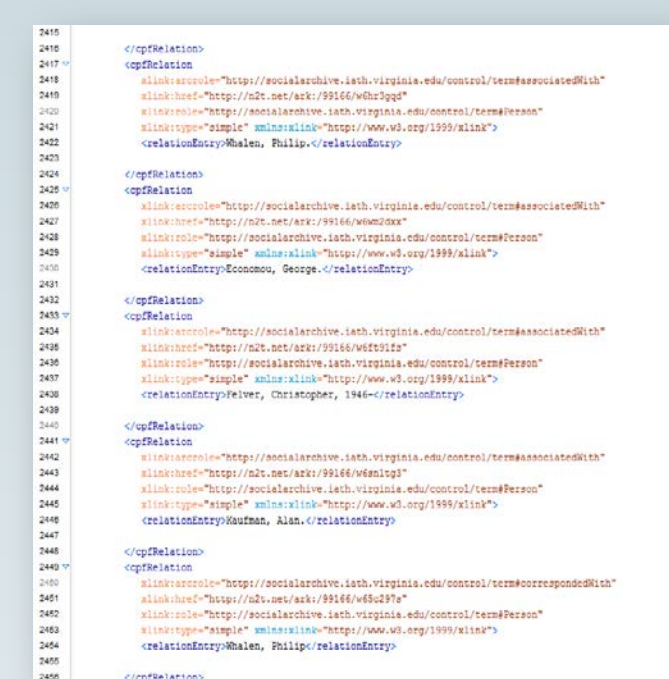 2415
2416 </cpfRelation>
2417 <cpfRelation
2418 xlink:arcrole="http://socialarchive.iath.virginia.edu/control/term#associatedWith"
2419 xlink:href="http://n2t.net/ark:/99166/w6hr3gqd"
2420 xlink:role="http://socialarchive.iath.virginia.edu/control/term#Person"
2421 xlink:type="simple" xmlns:xlink="http://www.w3.org/1999/xlink">
2422 <relationEntry>Whalen, Philip.</relationEntry>
2423
2424 </cpfRelation>
2425 <cpfRelation
2426 xlink:arcrole="http://socialarchive.iath.virginia.edu/control/term#associatedWith"
2427 xlink:href="http://n2t.net/ark:/99166/w6wm2dxx"
2428 xlink:role="http://socialarchive.iath.virginia.edu/control/term#Person"
2429 xlink:type="simple" xmlns:xlink="http://www.w3.org/1999/xlink">
2430 <relationEntry>Economou, George.</relationEntry>
2431
2432 </cpfRelation>
2433 <cpfRelation
2434 xlink:arcrole="http://socialarchive.iath.virginia.edu/control/term#associatedWith"
2435 xlink:href="http://n2t.net/ark:/99166/w6ft91fs"
2436 xlink:role="http://socialarchive.iath.virginia.edu/control/term#Person"
2437 xlink:type="simple" xmlns:xlink="http://www.w3.org/1999/xlink">
2438 <relationEntry>Felver, Christopher, 1946-</relationEntry>
2439
2440 </cpfRelation>
2441 <cpfRelation
2442 xlink:arcrole="http://socialarchive.iath.virginia.edu/control/term#associatedWith"
2443 xlink:href="http://n2t.net/ark:/99166/w6sn1tg3"
2444 xlink:role="http://socialarchive.iath.virginia.edu/control/term#Person"
2445 xlink:type="simple" xmlns:xlink="http://www.w3.org/1999/xlink">
2446 <relationEntry>Kaufman, Alan.</relationEntry>
2447
2448 </cpfRelation>
2449 <cpfRelation
2450 xlink:arcrole="http://socialarchive.iath.virginia.edu/control/term#correspondedWith"
2451 xlink:href="http://n2t.net/ark:/99166/w65c297s"
2452 xlink:role="http://socialarchive.iath.virginia.edu/control/term#Person"
2453 xlink:type="simple" xmlns:xlink="http://www.w3.org/1999/xlink">
2454 <relationEntry>Whalen, Philip</relationEntry>
2455
2456 </cpfRelation>